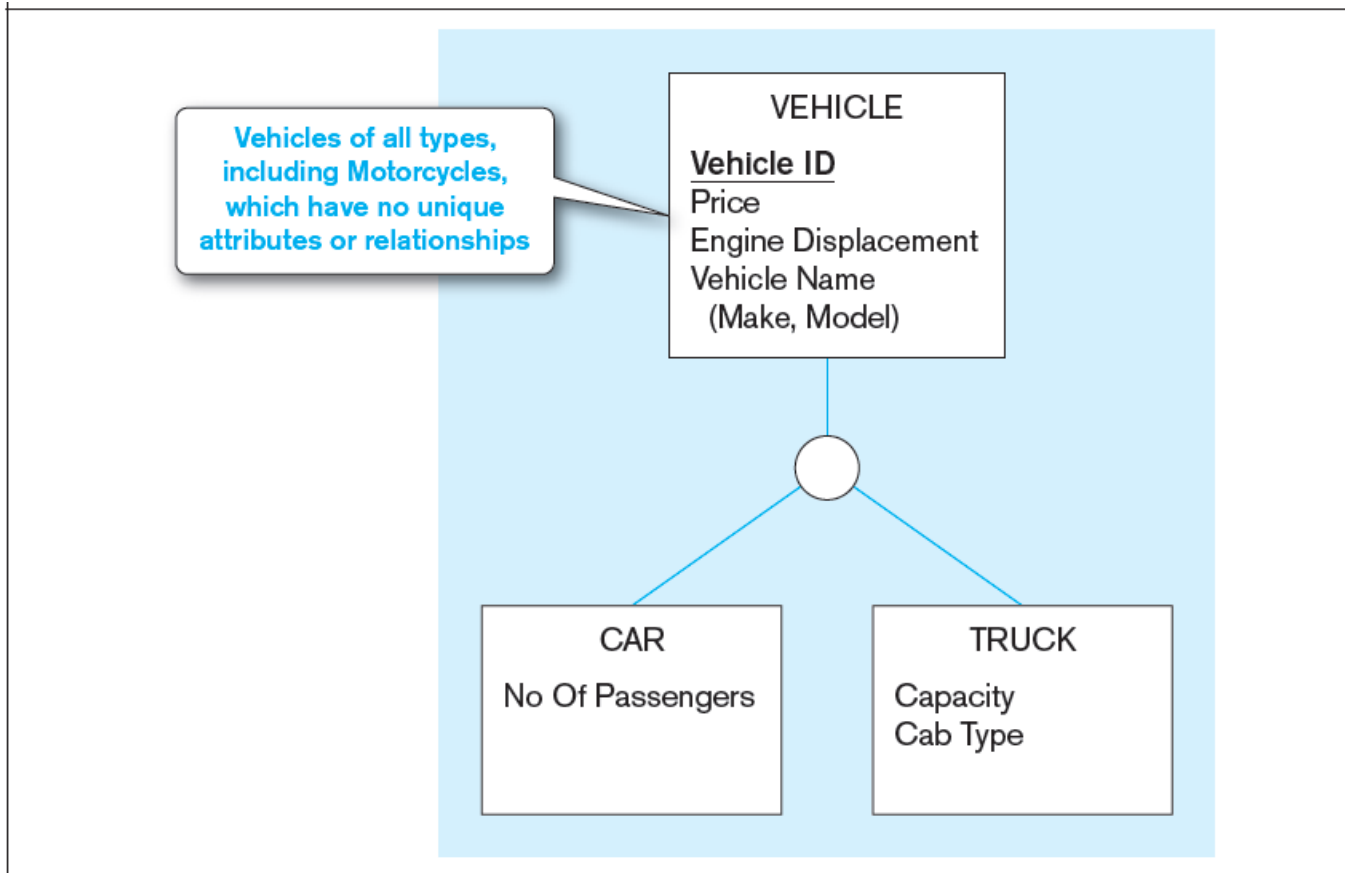 Vehicles of all types,
including Motorcycles,
which have no unique
attributes or relationships
VEHICLE
Vehicle ID
Price
Engine Displacement
Vehicle Name
(Make, Model)
CAR
No Of Passengers
TRUCK
Capacity
Cab Type